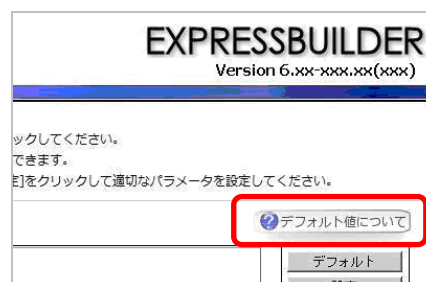 EXPRESSBUILDER
Version 6.xx-xxx.xx(xxx)
ックしてください。
できます。
]をクリックして適切なパラメータを設定してください。
デフォルト値について
デフォルト